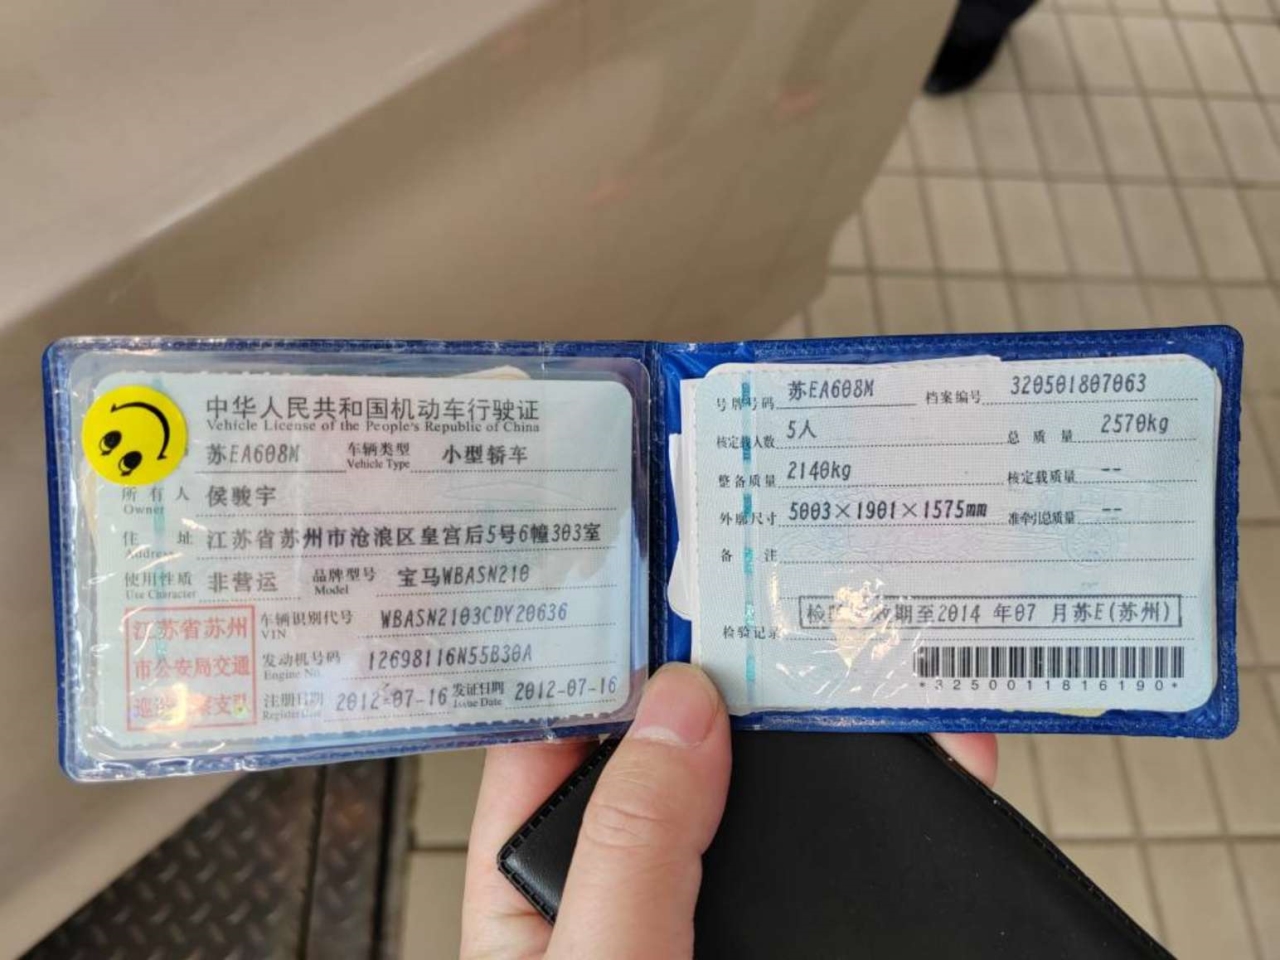 中华人民共和国机动车行驶证
Vehicle License of the People's Republic of China
苏EA608M 车辆类型 小型轿车
Vehicle Type
所有人 侯骏宇
Owner
住址 江苏省苏州市沧浪区皇宫后5号6幢303室
Address
使用性质 非营运 品牌型号 宝马WBASN210
Use Character Model
江苏省苏州
市公安局交通
车辆识别代号 WBASN2103CDY20636
VIN
发动机号码 12698116N55B30A
Engine No.
注册日期 2012-07-16 发证日期 2012-07-16
Register Date Issue Date
号牌号码 苏EA608M 档案编号 320501807063
核定载人数 5人 总质量 2570kg
整备质量 2140kg 核定载质量 --
外廓尺寸 5003×1901×1575mm 准牵引总质量 --
备注
检验记录 期至2014年07月苏E(苏州)
*3250011816190*